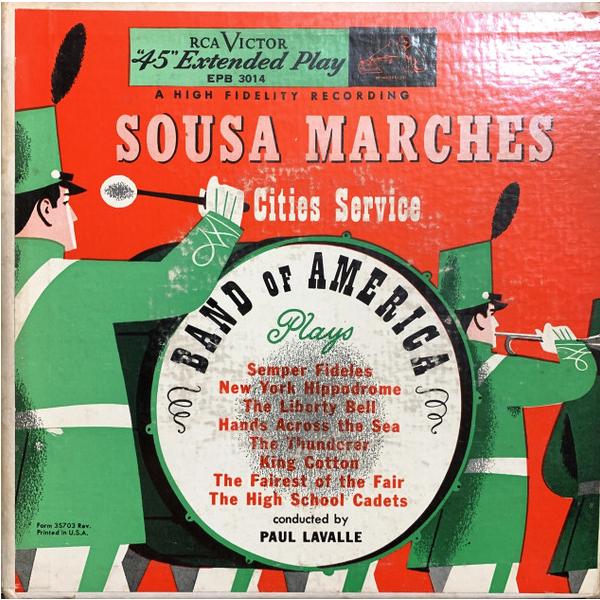 RCA VICTOR
"45" Extended Play
EPB 3014
A HIGH FIDELITY RECORDING
SOUSA MARCHES
Cities Service
BAND OF AMERICA
Plays
Semper Fideles
New York Hippodrome
The Liberty Bell
Hands Across the Sea
The Thunderer
King Cotton
The Fairest of the Fair
The High School Cadets
conducted by
PAUL LAVALLE
Form 35703 Rev.
Printed in U.S.A.